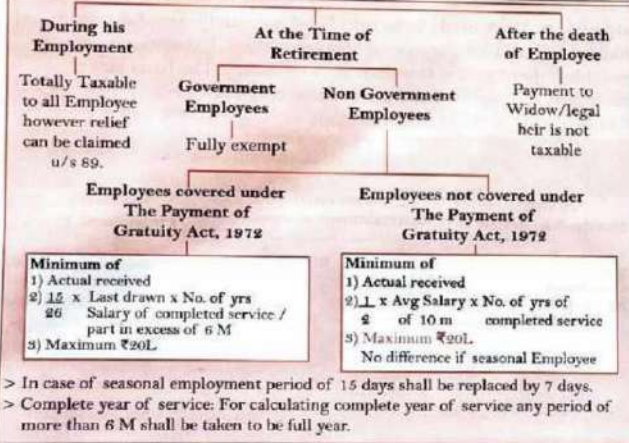 During his
Employment
Totally Taxable
to all Employee
however relief
can be claimed
u/s 89.
At the Time of
Retirement
Government
Employees
Fully exempt
Non Government
Employees
After the death
of Employee
Payment to
Widow/legal
heir is not
taxable
Employees covered under
The Payment of
Gratuity Act, 1972
Minimum of
1) Actual received
2) 15 x Last drawn x No. of yrs
26 Salary of completed service /
part in excess of 6 M
3) Maximum ₹20L
Employees not covered under
The Payment of
Gratuity Act, 1972
Minimum of
1) Actual received
2) 1 x Avg Salary x No. of yrs of
2 of 10 m completed service
3) Maximum ₹20L
No difference if seasonal Employee
> In case of seasonal employment period of 15 days shall be replaced by 7 days.
> Complete year of service: For calculating complete year of service any period of
more than 6 M shall be taken to be full year.